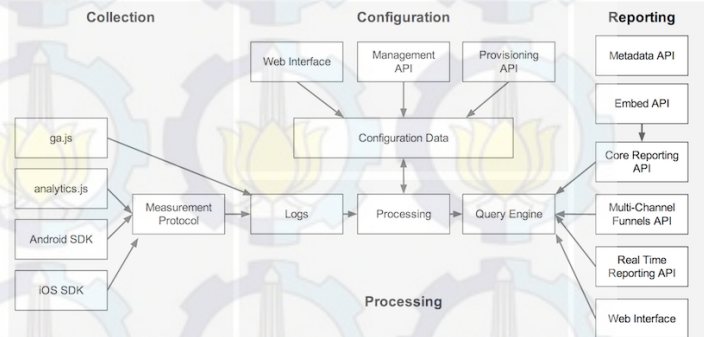 Collection
Configuration
Reporting
Web Interface
Management
API
Provisioning
API
Metadata API
Embed API
ga.js
Configuration Data
Core Reporting
API
analytics.js
Measurement
Protocol
Logs
Processing
Query Engine
Multi-Channel
Funnels API
Android SDK
Real Time
Reporting API
iOS SDK
Processing
Web Interface